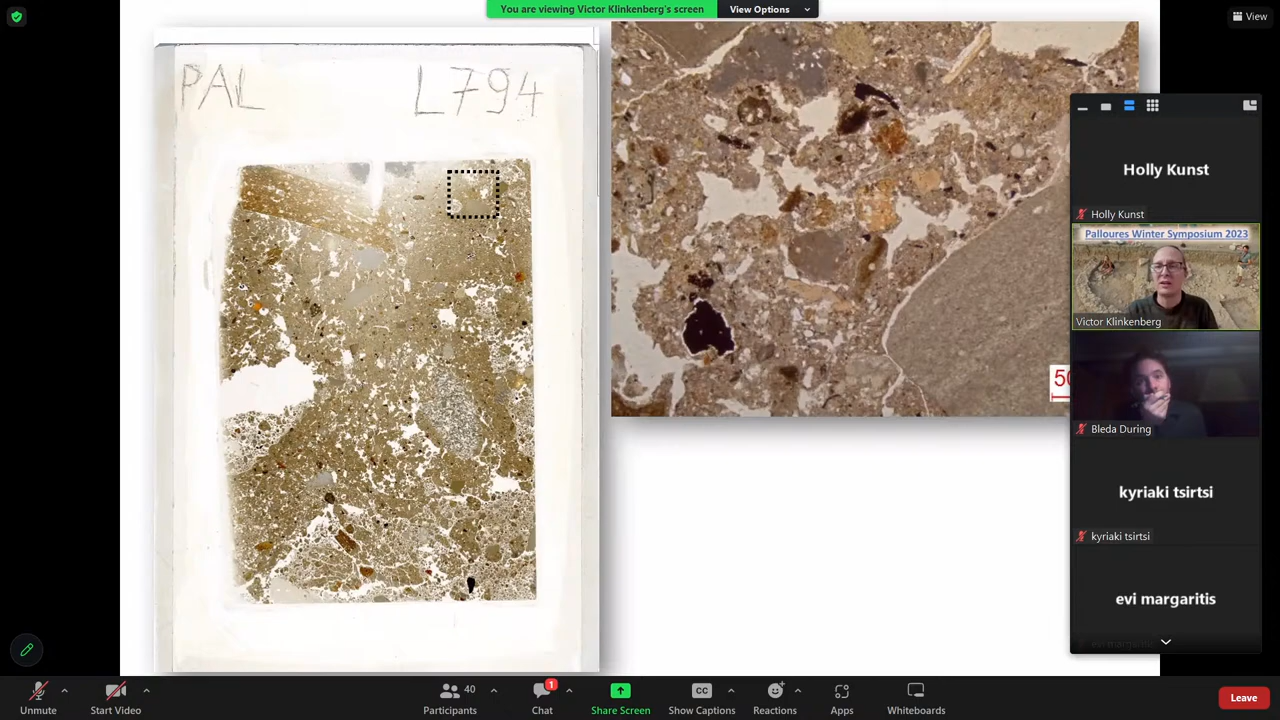 You are viewing Victor Klinkenberg's screen
View Options
View
PAL L794
50
Holly Kunst
Holly Kunst
Palloures Winter Symposium 2023
Victor Klinkenberg
Bleda During
kyriaki tsirtsi
kyriaki tsirtsi
evi margaritis
Unmute
Start Video
40
Participants
1
Chat
Share Screen
CC
Show Captions
Reactions
Apps
Whiteboards
Leave